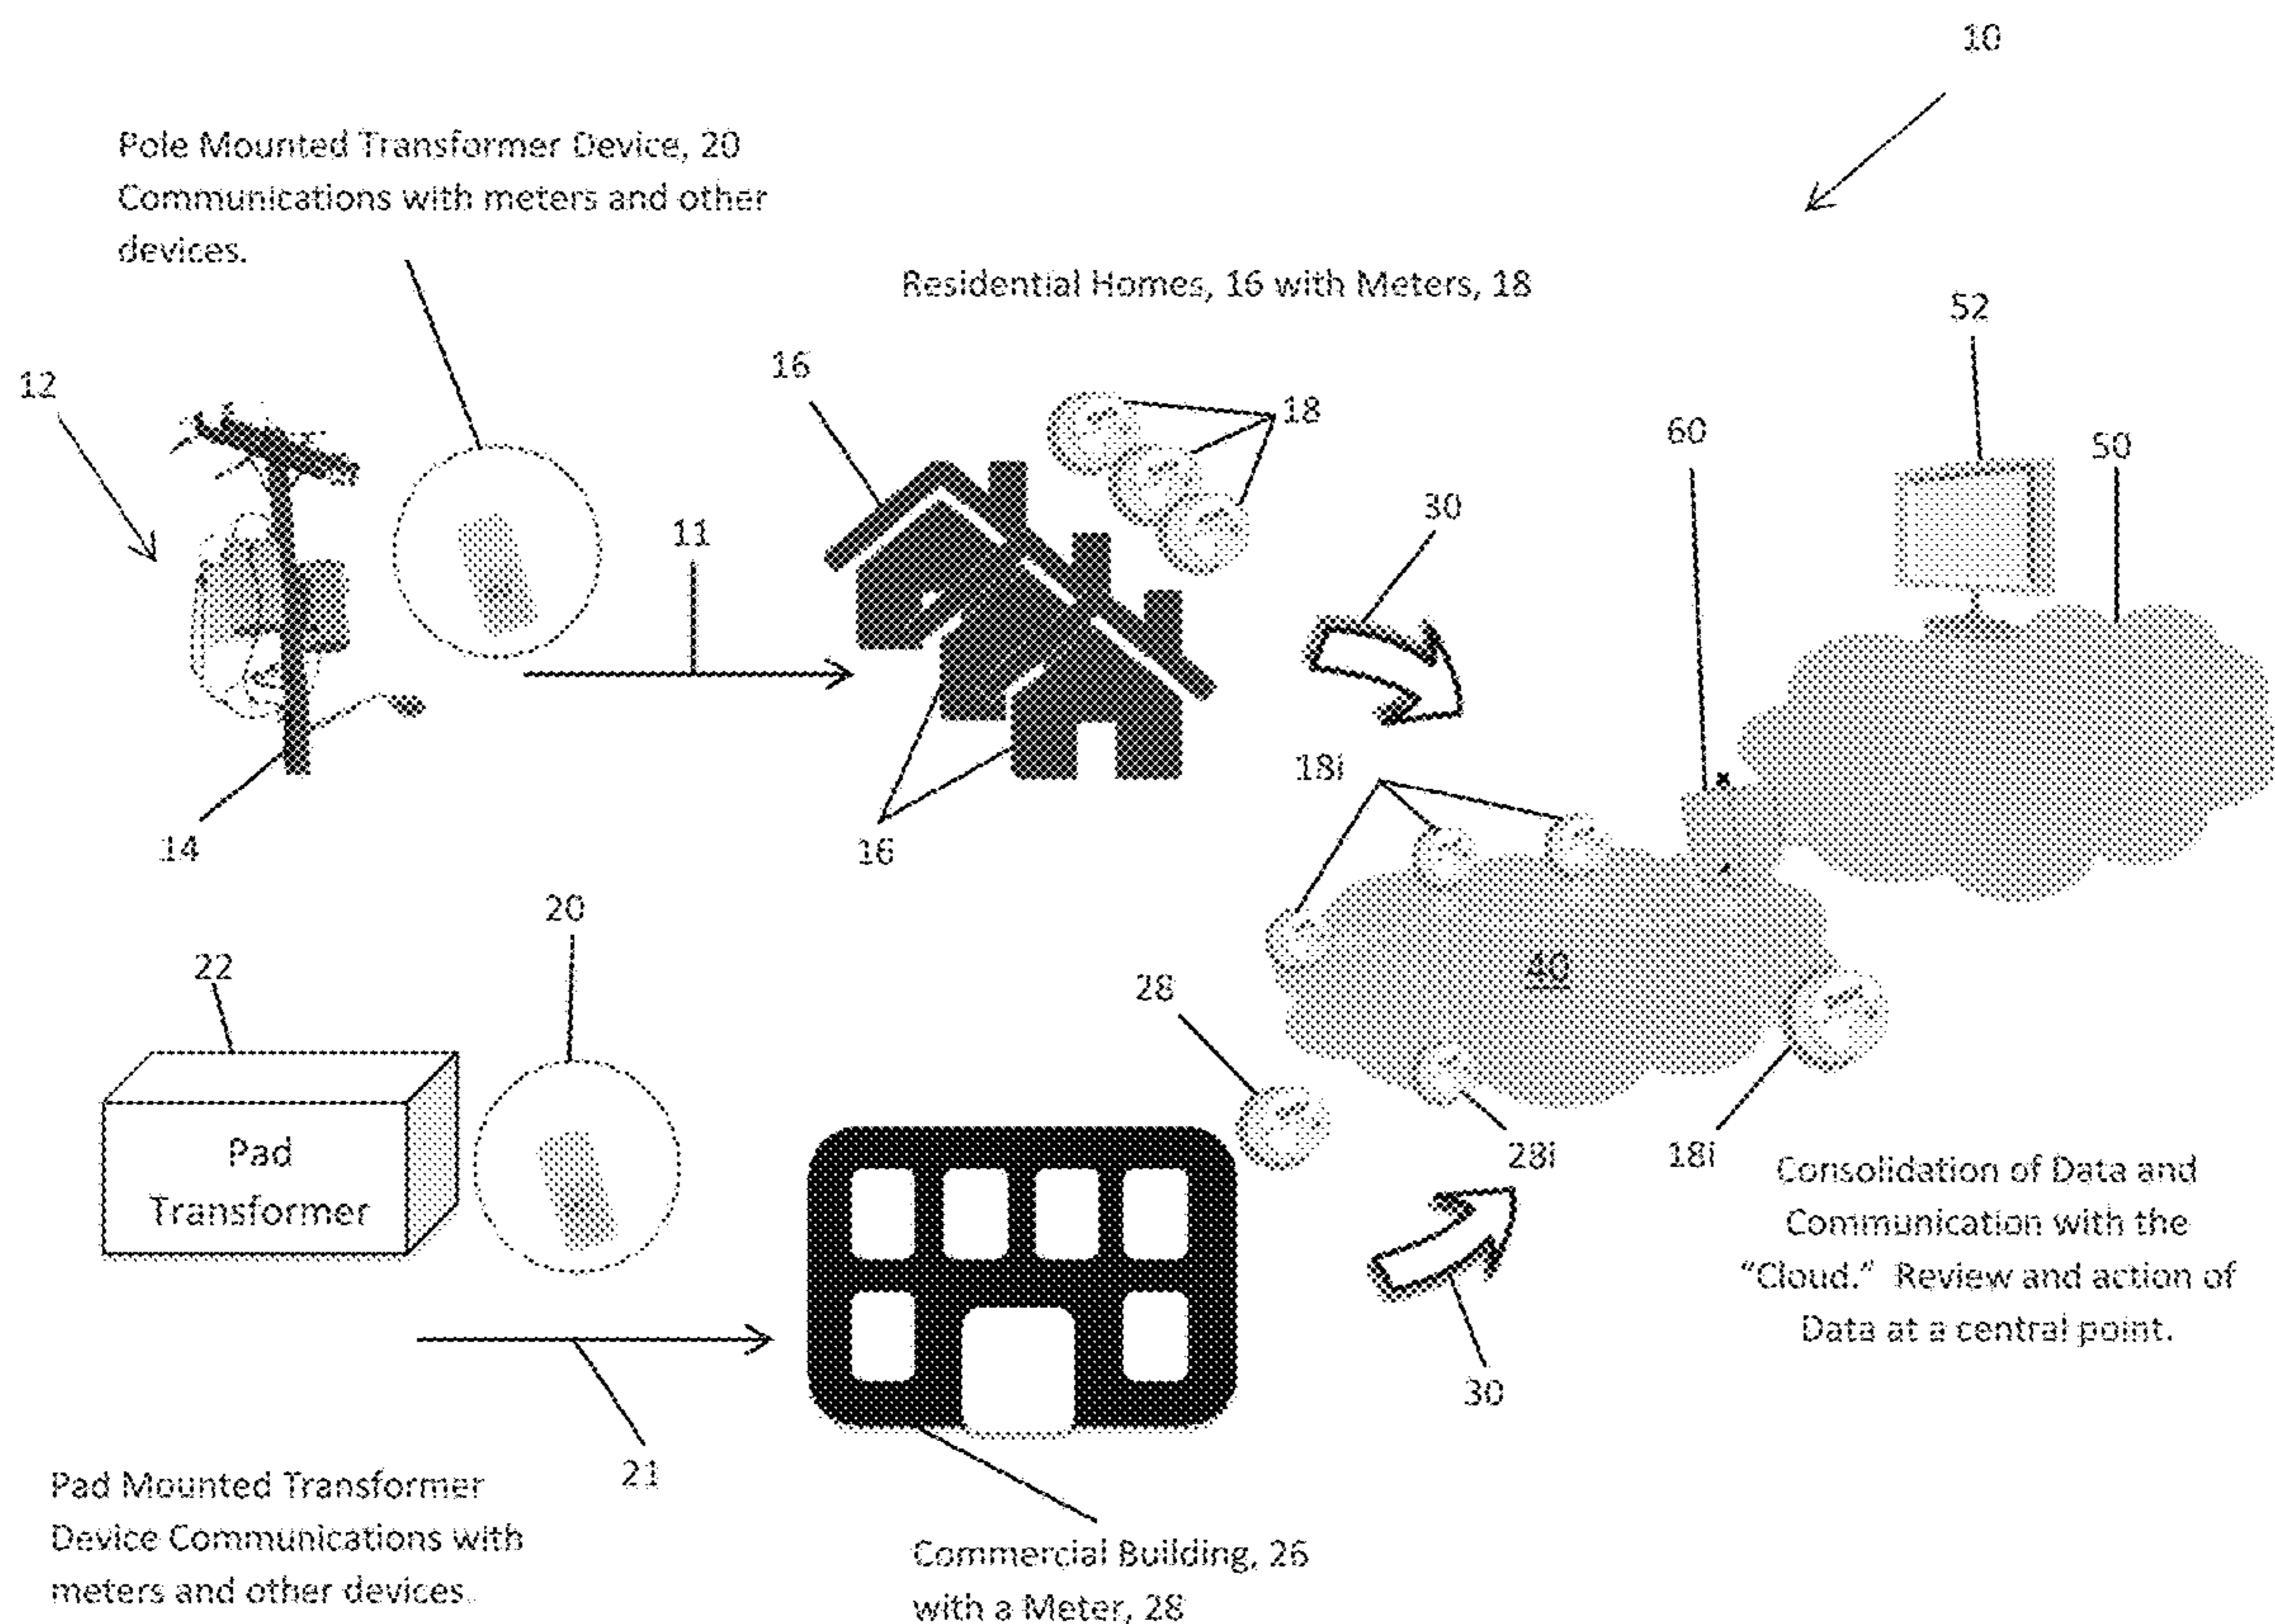 10
Pole Mounted Transformer Device, 20
Communications with meters and other
devices.
Residential Homes, 16 with Meters, 18
52
16
12
18
60
50
30
11
18i
14
16
20
22
40
28
Pad
Transformer
28i
18i
Consolidation of Data and
Communication with the
"Cloud." Review and action of
Data at a central point.
30
21
Pad Mounted Transformer
Device Communications with
meters and other devices.
Commercial Building, 26
with a Meter, 28